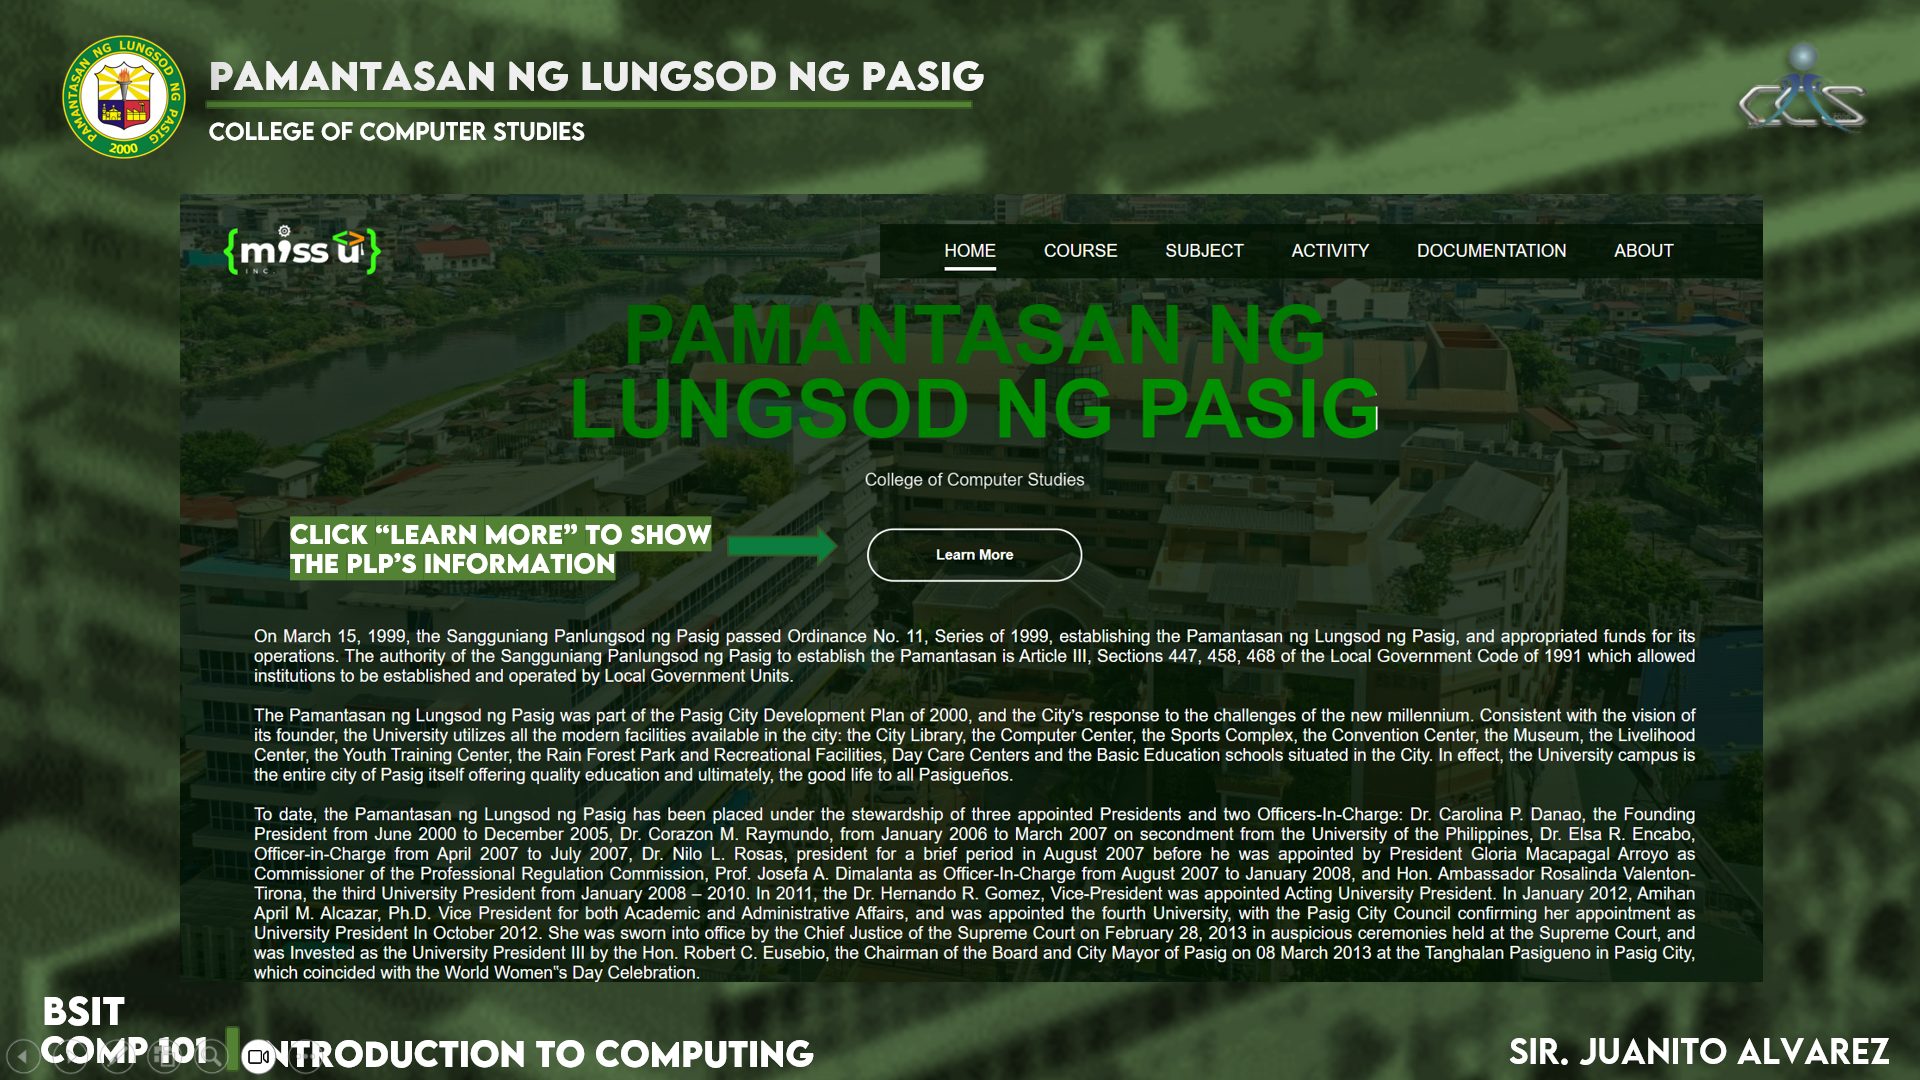 PAMANTASAN NG LUNGSOD NG PASIG
COLLEGE OF COMPUTER STUDIES
PAMANTASAN NG LUNGSOD NG PASIG
2000
CCS
{miss u}
INC.
HOME COURSE SUBJECT ACTIVITY DOCUMENTATION ABOUT
PAMANTASAN NG
LUNGSOD NG PASIG
College of Computer Studies
CLICK “LEARN MORE” TO SHOW
THE PLP’S INFORMATION
Learn More
On March 15, 1999, the Sangguniang Panlungsod ng Pasig passed Ordinance No. 11, Series of 1999, establishing the Pamantasan ng Lungsod ng Pasig, and appropriated funds for its
operations. The authority of the Sangguniang Panlungsod ng Pasig to establish the Pamantasan is Article III, Sections 447, 458, 468 of the Local Government Code of 1991 which allowed
institutions to be established and operated by Local Government Units.
The Pamantasan ng Lungsod ng Pasig was part of the Pasig City Development Plan of 2000, and the City's response to the challenges of the new millennium. Consistent with the vision of
its founder, the University utilizes all the modern facilities available in the city: the City Library, the Computer Center, the Sports Complex, the Convention Center, the Museum, the Livelihood
Center, the Youth Training Center, the Rain Forest Park and Recreational Facilities, Day Care Centers and the Basic Education schools situated in the City. In effect, the University campus is
the entire city of Pasig itself offering quality education and ultimately, the good life to all Pasigueños.
To date, the Pamantasan ng Lungsod ng Pasig has been placed under the stewardship of three appointed Presidents and two Officers-In-Charge: Dr. Carolina P. Danao, the Founding
President from June 2000 to December 2005, Dr. Corazon M. Raymundo, from January 2006 to March 2007 on secondment from the University of the Philippines, Dr. Elsa R. Encabo,
Officer-in-Charge from April 2007 to July 2007, Dr. Nilo L. Rosas, president for a brief period in August 2007 before he was appointed by President Gloria Macapagal Arroyo as
Commissioner of the Professional Regulation Commission, Prof. Josefa A. Dimalanta as Officer-In-Charge from August 2007 to January 2008, and Hon. Ambassador Rosalinda Valenton-
Tirona, the third University President from January 2008 – 2010. In 2011, the Dr. Hernando R. Gomez, Vice-President was appointed Acting University President. In January 2012, Amihan
April M. Alcazar, Ph.D. Vice President for both Academic and Administrative Affairs, and was appointed the fourth University, with the Pasig City Council confirming her appointment as
University President In October 2012. She was sworn into office by the Chief Justice of the Supreme Court on February 28, 2013 in auspicious ceremonies held at the Supreme Court, and
was Invested as the University President III by the Hon. Robert C. Eusebio, the Chairman of the Board and City Mayor of Pasig on 08 March 2013 at the Tanghalan Pasigueno in Pasig City,
which coincided with the World Women‟s Day Celebration.
BSIT
COMP 101
INTRODUCTION TO COMPUTING
SIR. JUANITO ALVAREZ